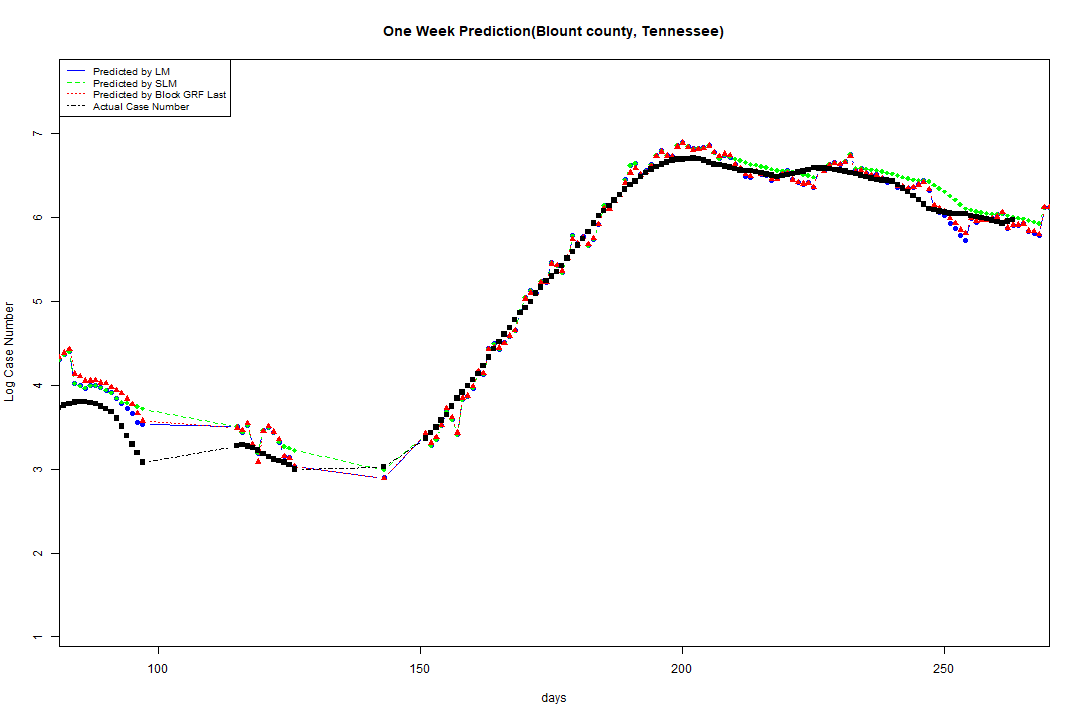 One Week Prediction(Blount county, Tennessee)
Predicted by LM
Predicted by SLM
Predicted by Block GRF Last
Actual Case Number
7
6
5
4
3
2
1
Log Case Number
100 150 200 250
days